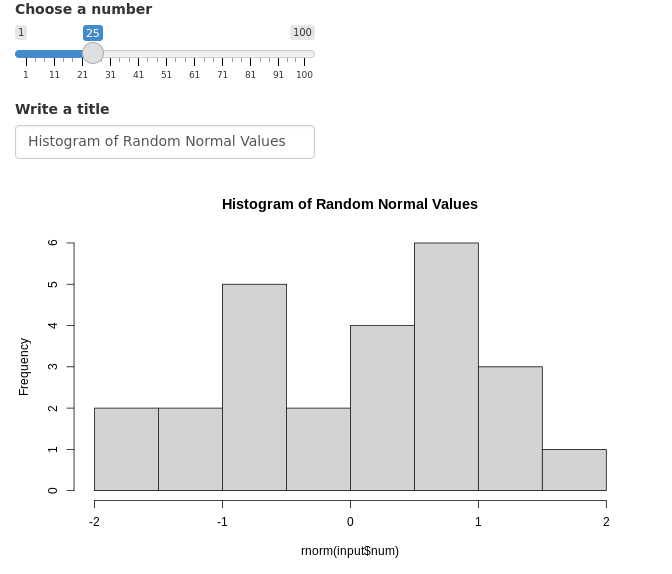 Choose a number
1 25 100
1 11 21 31 41 51 61 71 81 91 100
Write a title
Histogram of Random Normal Values
Histogram of Random Normal Values
6
5
4
3
2
1
0
Frequency
-2 -1 0 1 2
rnorm(input$num)